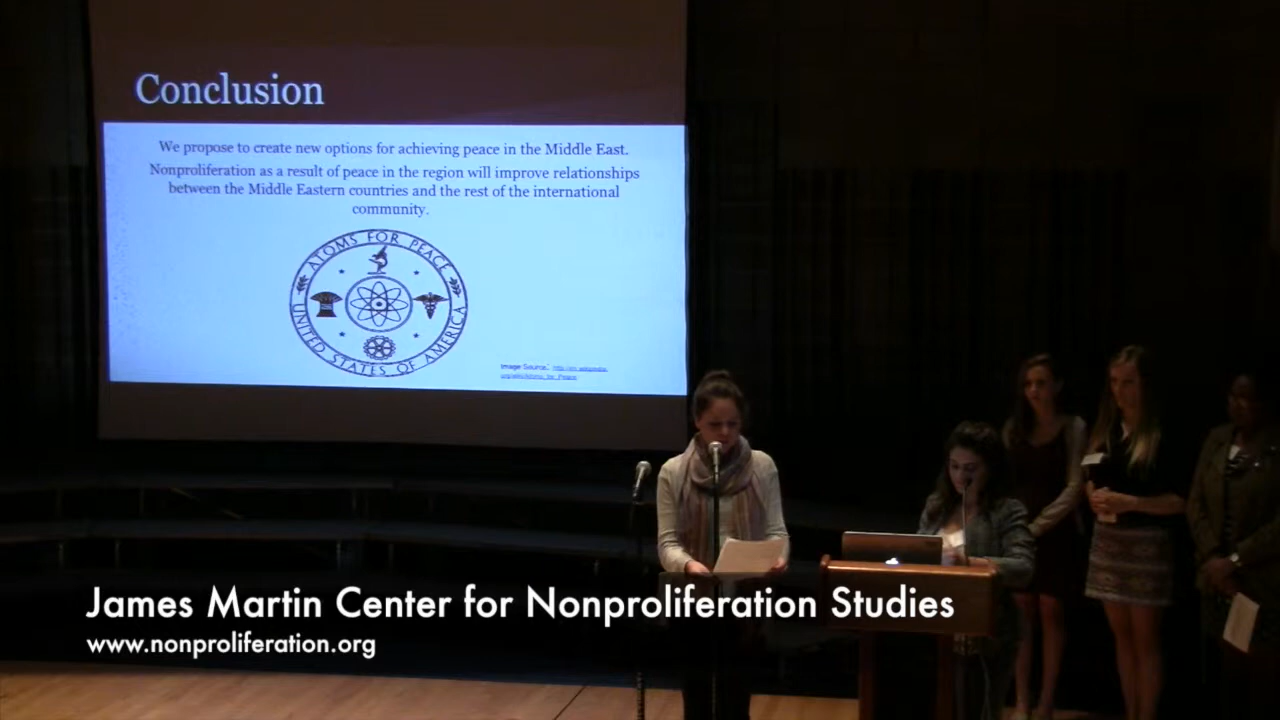 Conclusion
We propose to create new options for achieving peace in the Middle East.
Nonproliferation as a result of peace in the region will improve relationships
between the Middle Eastern countries and the rest of the international
community.
ATOMS FOR PEACE
UNITED STATES OF AMERICA
Image Source:
James Martin Center for Nonproliferation Studies
www.nonproliferation.org